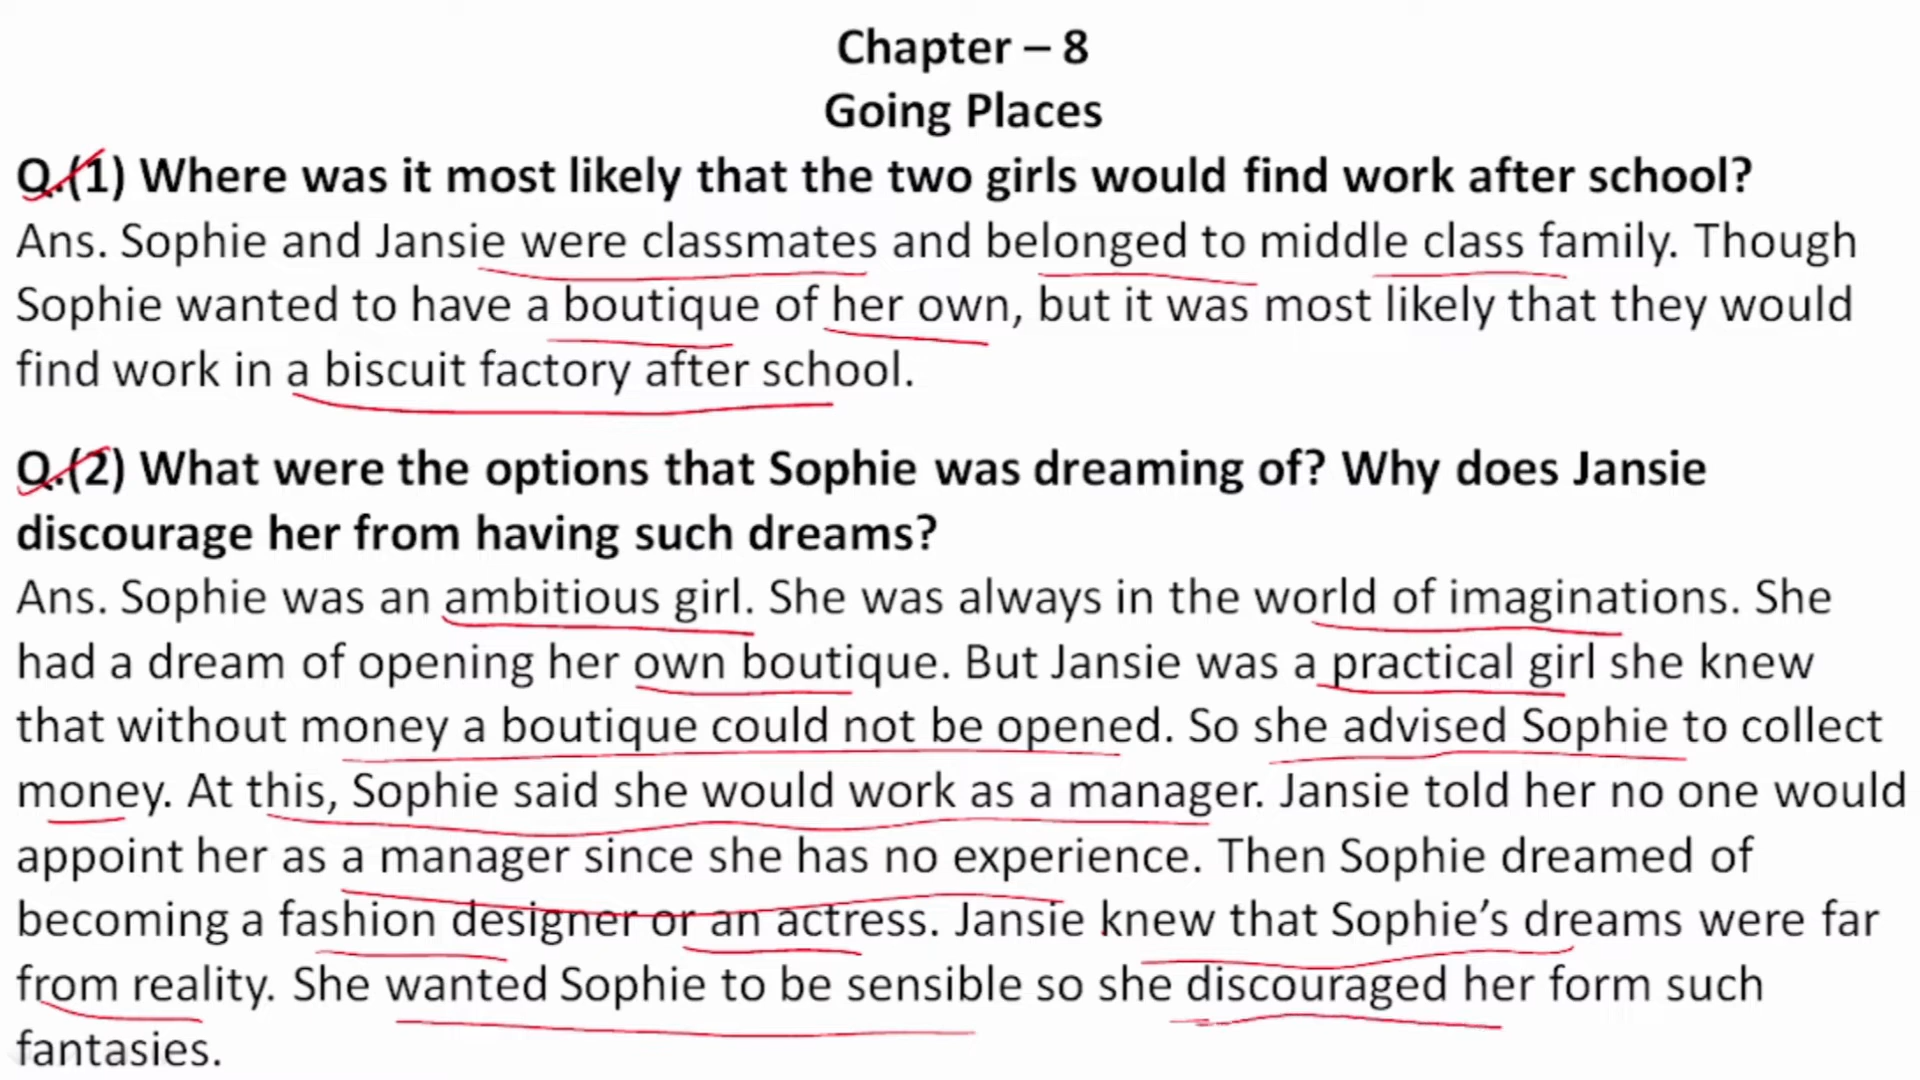 Chapter – 8
Going Places
Q.(1) Where was it most likely that the two girls would find work after school?
Ans. Sophie and Jansie were classmates and belonged to middle class family. Though
Sophie wanted to have a boutique of her own, but it was most likely that they would
find work in a biscuit factory after school.
Q.(2) What were the options that Sophie was dreaming of? Why does Jansie
discourage her from having such dreams?
Ans. Sophie was an ambitious girl. She was always in the world of imaginations. She
had a dream of opening her own boutique. But Jansie was a practical girl she knew
that without money a boutique could not be opened. So she advised Sophie to collect
money. At this, Sophie said she would work as a manager. Jansie told her no one would
appoint her as a manager since she has no experience. Then Sophie dreamed of
becoming a fashion designer or an actress. Jansie knew that Sophie’s dreams were far
from reality. She wanted Sophie to be sensible so she discouraged her form such
fantasies.